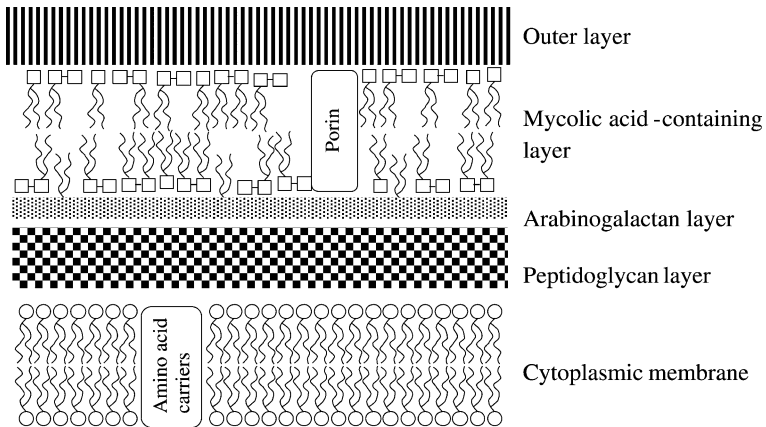 Outer layer
Porin
Mycolic acid -containing
layer
Arabinogalactan layer
Peptidoglycan layer
Amino acid
carriers
Cytoplasmic membrane